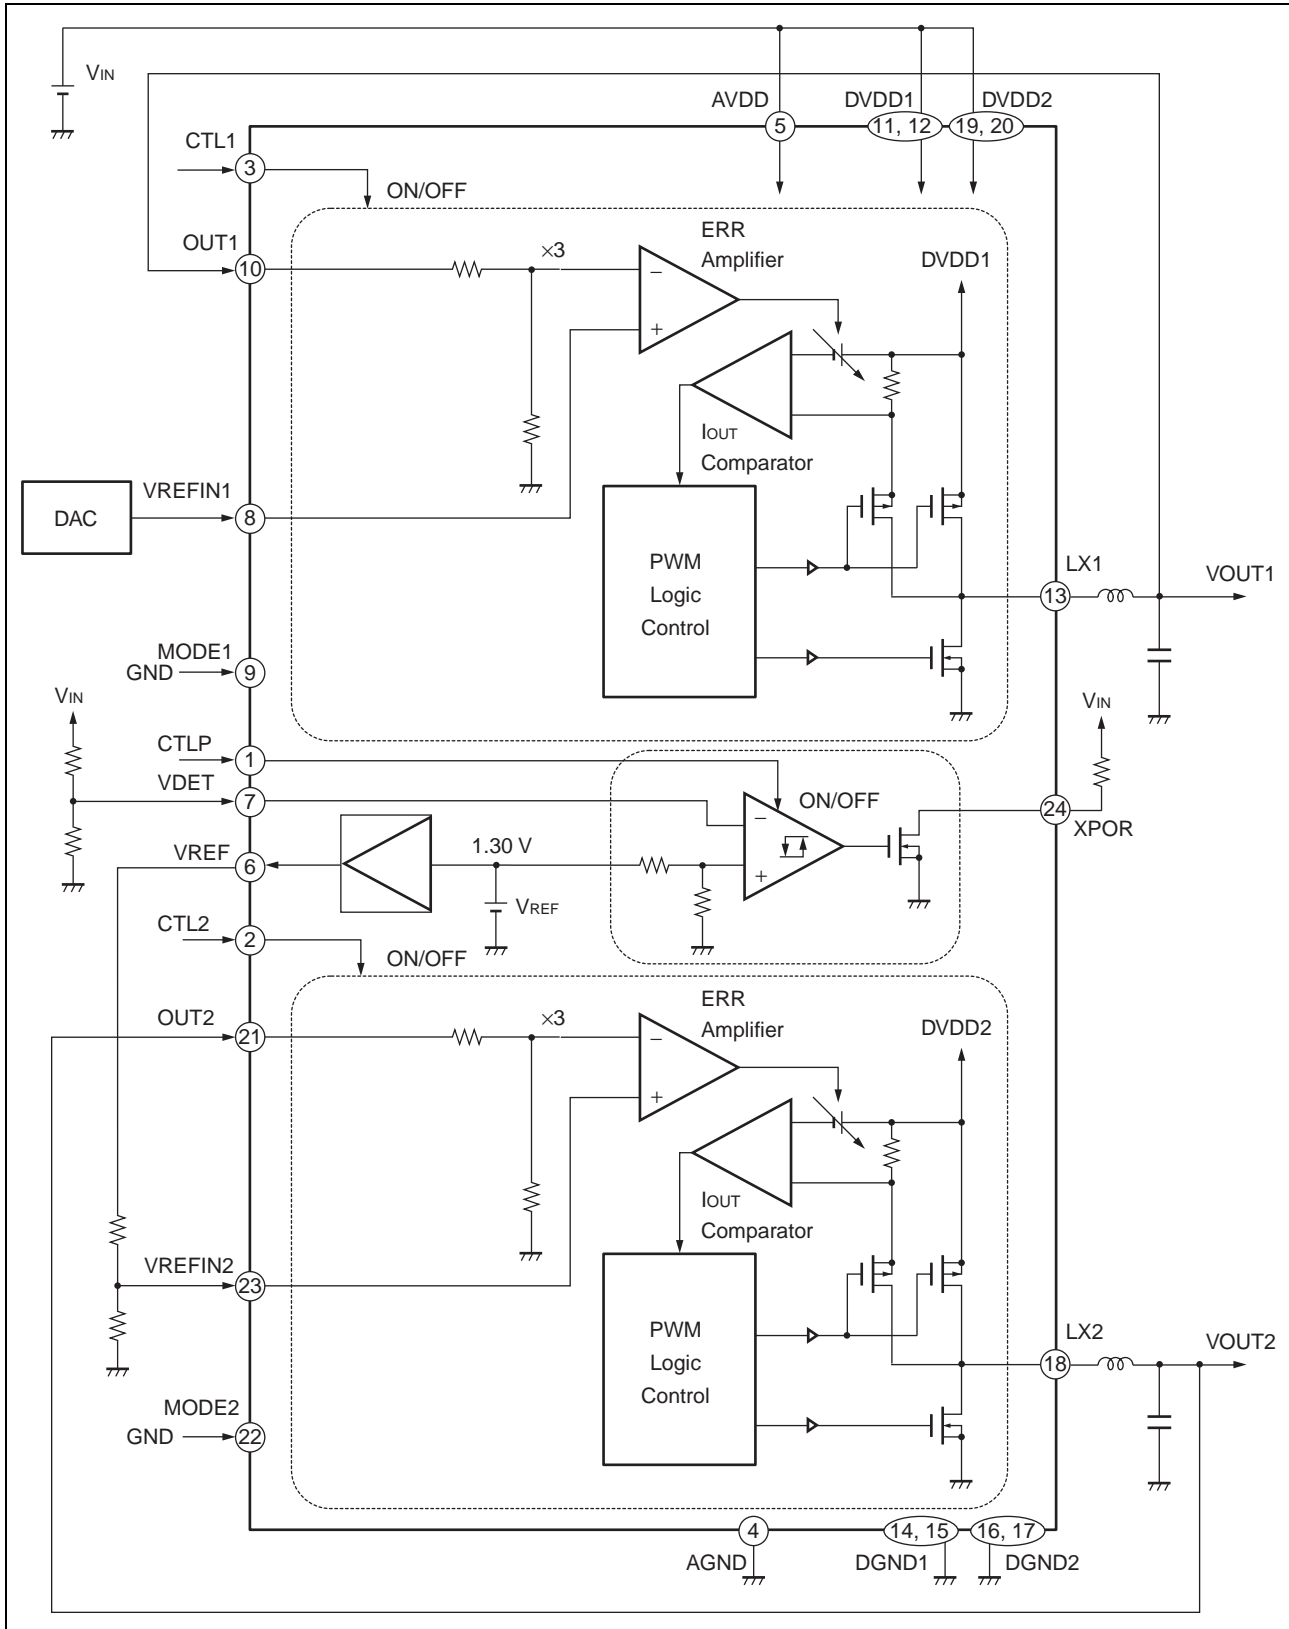 VIN
AVDD
DVDD1
DVDD2
5
11, 12
19, 20
CTL1
3
ON/OFF
OUT1
10
×3
ERR
Amplifier
DVDD1
−
+
IOUT
Comparator
DAC
VREFIN1
8
PWM
Logic
Control
LX1
13
VOUT1
MODE1
GND
9
VIN
VIN
CTLP
1
VDET
7
ON/OFF
−
+
24
XPOR
VREF
6
1.30 V
VREF
CTL2
2
ON/OFF
OUT2
21
×3
ERR
Amplifier
DVDD2
−
+
IOUT
Comparator
VREFIN2
23
PWM
Logic
Control
LX2
18
VOUT2
MODE2
GND
22
4
14, 15
16, 17
AGND
DGND1
DGND2